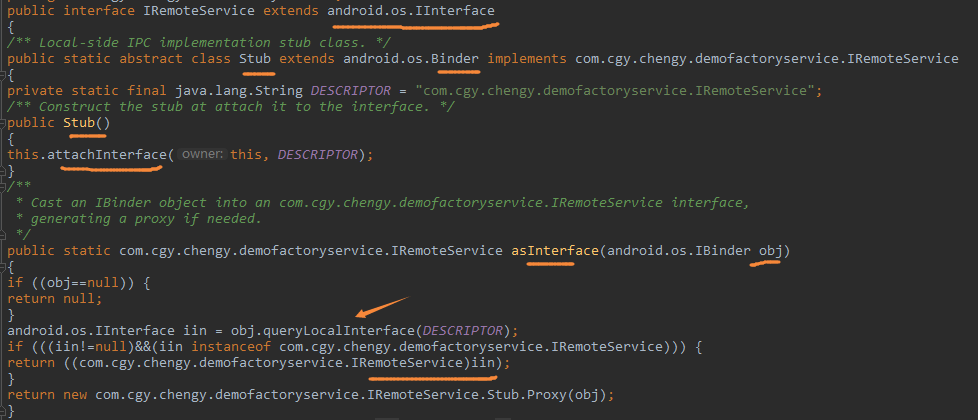 public interface IRemoteService extends android.os.IInterface
{
/** Local-side IPC implementation stub class. */
public static abstract class Stub extends android.os.Binder implements com.cgy.chengy.demofactoryservice.IRemoteService
{
private static final java.lang.String DESCRIPTOR = "com.cgy.chengy.demofactoryservice.IRemoteService";
/** Construct the stub at attach it to the interface. */
public Stub()
{
this.attachInterface( owner: this, DESCRIPTOR);
}
/**
* Cast an IBinder object into an com.cgy.chengy.demofactoryservice.IRemoteService interface,
* generating a proxy if needed.
*/
public static com.cgy.chengy.demofactoryservice.IRemoteService asInterface(android.os.IBinder obj)
{
if ((obj==null)) {
return null;
}
android.os.IInterface iin = obj.queryLocalInterface(DESCRIPTOR);
if (((iin!=null)&&(iin instanceof com.cgy.chengy.demofactoryservice.IRemoteService))) {
return ((com.cgy.chengy.demofactoryservice.IRemoteService)iin);
}
return new com.cgy.chengy.demofactoryservice.IRemoteService.Stub.Proxy(obj);
}